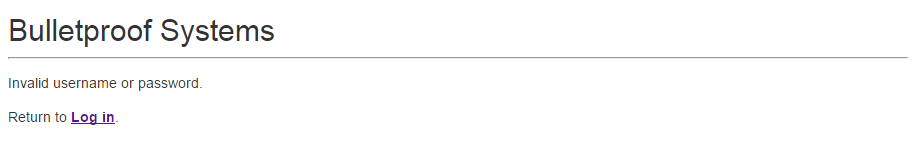 Bulletproof Systems
Invalid username or password.
Return to Log in.